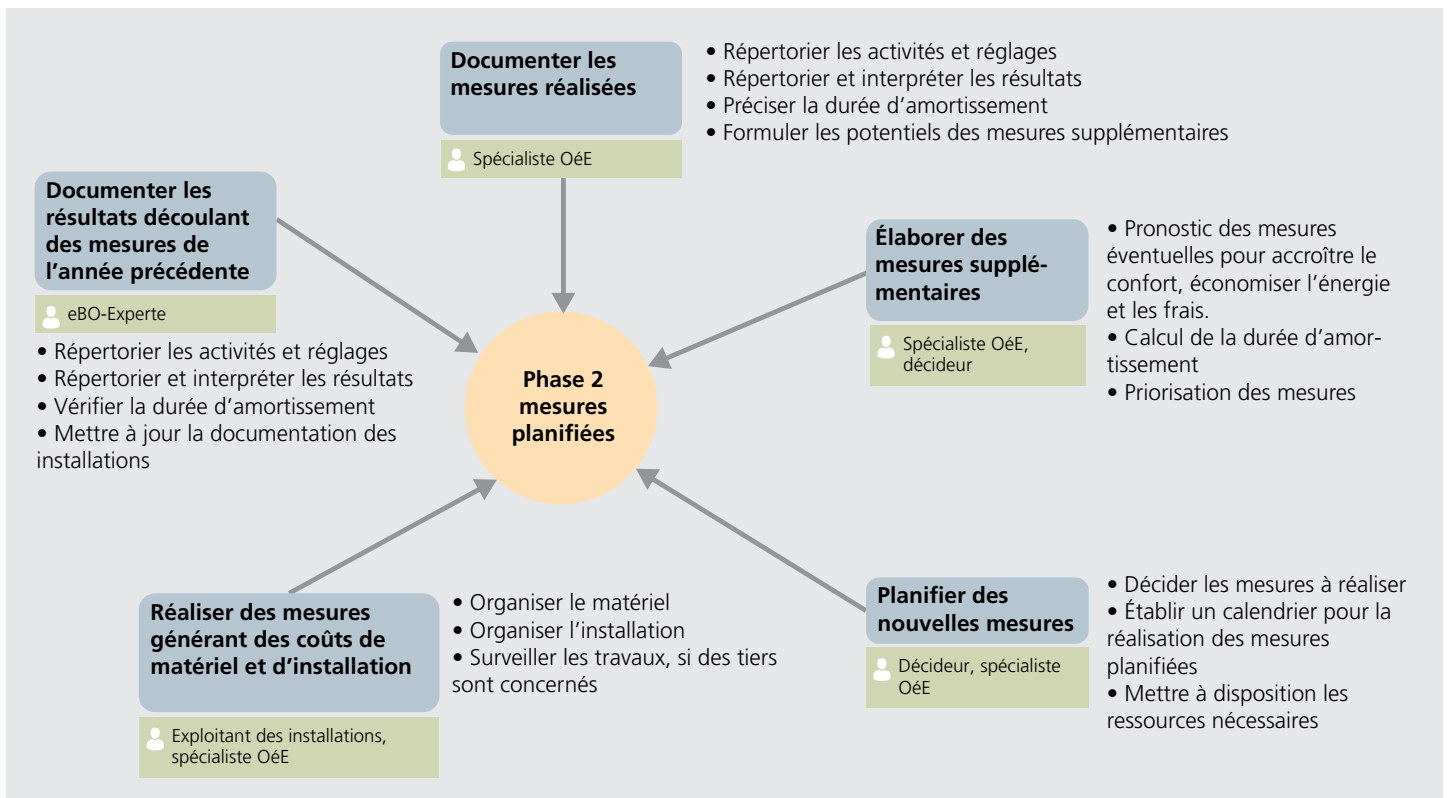 Documenter les
mesures réalisées
Spécialiste OéE
• Répertorier les activités et réglages
• Répertorier et interpréter les résultats
• Préciser la durée d’amortissement
• Formuler les potentiels des mesures supplémentaires
Documenter les
résultats découlant
des mesures de
l’année précédente
eBO-Experte
• Répertorier les activités et réglages
• Répertorier et interpréter les résultats
• Vérifier la durée d’amortissement
• Mettre à jour la documentation des
installations
Élaborer des
mesures supplé-
mentaires
Spécialiste OéE,
décideur
• Pronostic des mesures
éventuelles pour accroître le
confort, économiser l’énergie
et les frais.
• Calcul de la durée d’amor-
tissement
• Priorisation des mesures
Phase 2
mesures
planifiées
Réaliser des mesures
générant des coûts de
matériel et d’installation
Exploitant des installations,
spécialiste OéE
• Organiser le matériel
• Organiser l’installation
• Surveiller les travaux, si des tiers
sont concernés
Planifier des
nouvelles mesures
Décideur, spécialiste
OéE
• Décider les mesures à réaliser
• Établir un calendrier pour la
réalisation des mesures
planifiées
• Mettre à disposition les
ressources nécessaires